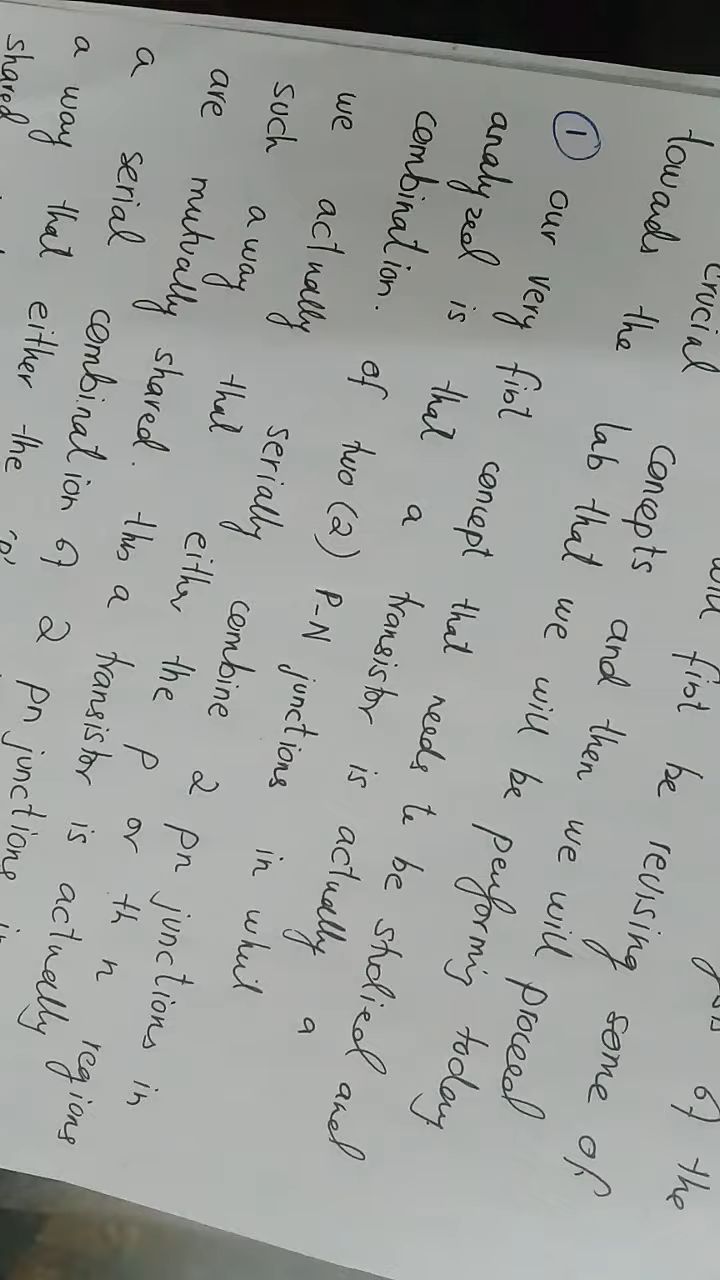 of the
will first be revising some of
crucial concepts and then we will proceed
towards the lab that we will be performing today
① our very first concept that needs to be studied and
analyzed is that a transistor is actually a
combination. of two (2) P-N junctions in whil
we actually serially combine 2 pn junctions in
such a way that either the p or th n regions
are mutually shared. thus a transistor is actually
a serial combination of 2 pn junctions in
a way that either the 'p'
shared